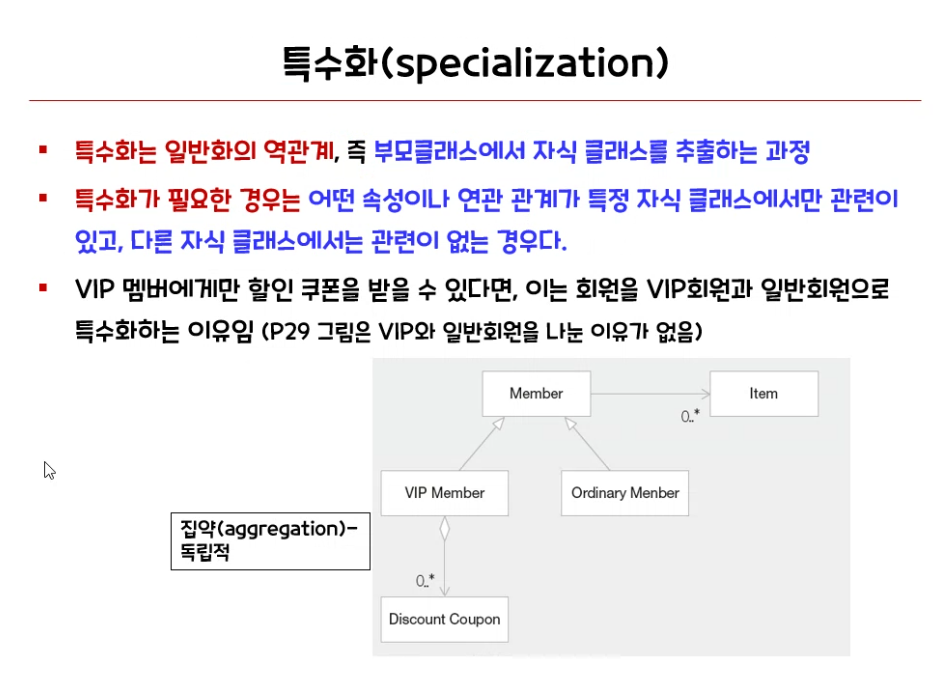 특수화(specialization)
▪ 특수화는 일반화의 역관계, 즉 부모클래스에서 자식 클래스를 추출하는 과정
▪ 특수화가 필요한 경우는 어떤 속성이나 연관 관계가 특정 자식 클래스에서만 관련이
있고, 다른 자식 클래스에서는 관련이 없는 경우다.
▪ VIP 멤버에게만 할인 쿠폰을 받을 수 있다면, 이는 회원을 VIP회원과 일반회원으로
특수화하는 이유임 (P29 그림은 VIP와 일반회원을 나눈 이유가 없음)
Member
Item
0..*
VIP Member
Ordinary Menber
집약(aggregation)-
독립적
0..*
Discount Coupon